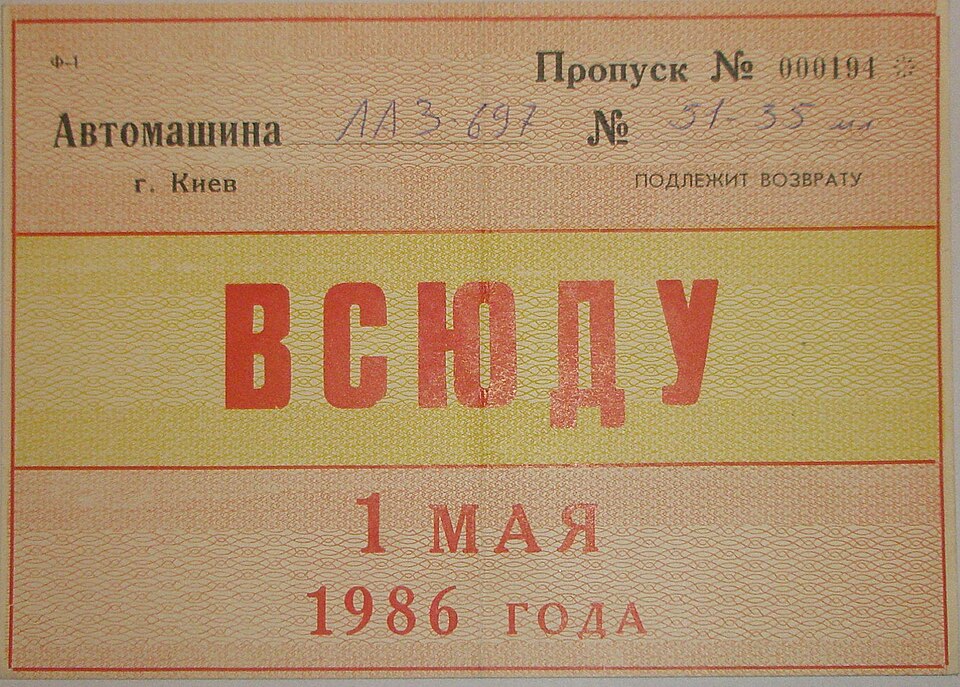 Ф-1
Пропуск № 000194
Автомашина ЛАЗ-697 № 51-35
г. Киев
ПОДЛЕЖИТ ВОЗВРАТУ
ВСЮДУ
1 МАЯ
1986 ГОДА